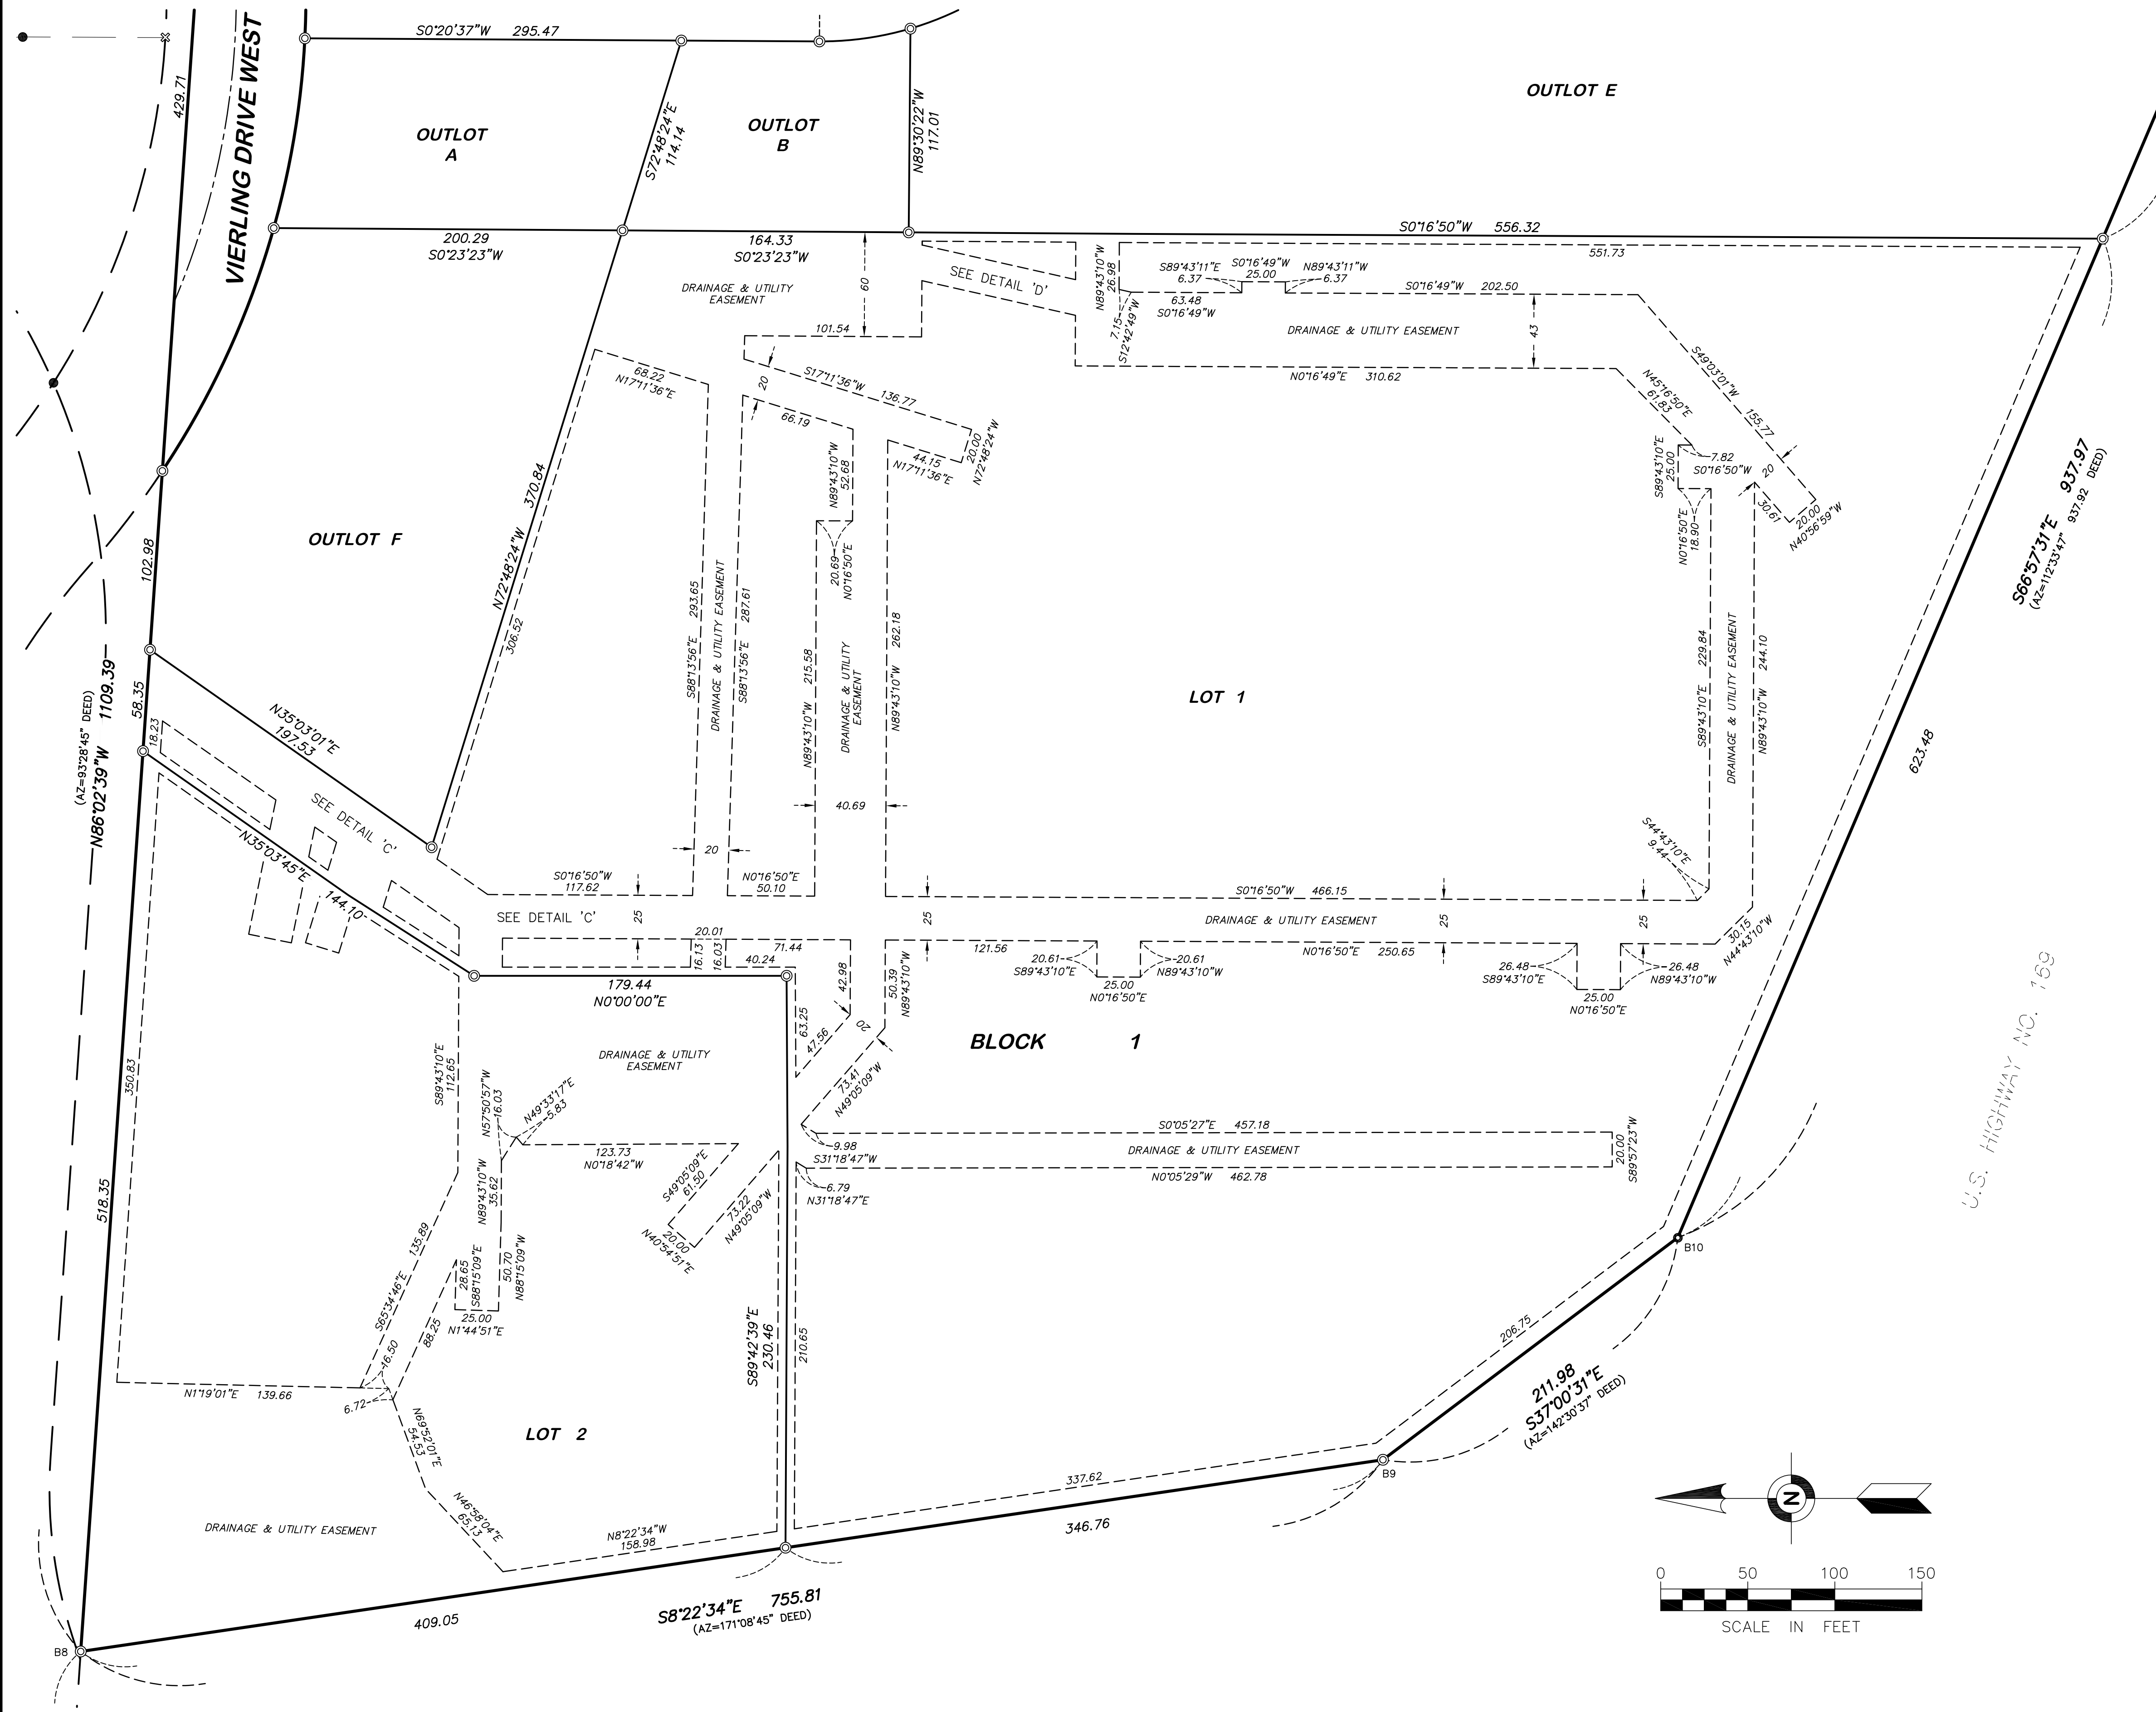 S0°20'37"W 295.47
VIERLING DRIVE WEST
429.71
OUTLOT
A
S72°48'24"E
114.14
OUTLOT
B
N89°30'22"W
117.01
OUTLOT E
200.29
S0°23'23"W
164.33
S0°23'23"W
S0°16'50"W 556.32
551.73
DRAINAGE & UTILITY
EASEMENT
60
SEE DETAIL 'D'
N89°43'10"W
26.98
S89°43'11"E
6.37
S0°16'49"W
25.00
N89°43'11"W
6.37
63.48
S0°16'49"W
7.15
S12°42'49"W
S0°16'49"W 202.50
DRAINAGE & UTILITY EASEMENT
43
N0°16'49"E 310.62
S49°03'01"W 155.77
N45°16'50"E
61.83
7.82
S0°16'50"W
S89°43'10"E
25.00
N0°16'50"E
18.90
20
30.61
20.00
N40°56'59"W
101.54
68.22
N17°11'36"E
20
S17°11'36"W 136.77
66.19
N89°43'10"W
52.68
44.15
N17°11'36"E
20.00
N72°48'24"W
20.69
N0°16'50"E
S66°57'31"E 937.97
(AZ=112°33'47" 937.92 DEED)
102.98
OUTLOT F
N72°48'24"W 370.84
306.52
S88°13'56"E 293.65
DRAINAGE & UTILITY EASEMENT
S88°13'56"E 287.61
N89°43'10"W 215.58
DRAINAGE & UTILITY
EASEMENT
N89°43'10"W 262.18
LOT 1
S89°43'10"E 229.84
DRAINAGE & UTILITY EASEMENT
N89°43'10"W 244.10
623.48
58.35
18.23
N35°03'01"E
197.53
(AZ=93°28'45" DEED)
N86°02'39"W 1109.39
SEE DETAIL 'C'
N35°03'45"E
144.10
40.69
20
S44°43'10"E
9.44
S0°16'50"W
117.62
N0°16'50"E
50.10
S0°16'50"W 466.15
SEE DETAIL 'C'
25
25
DRAINAGE & UTILITY EASEMENT
25
25
30.15
N44°43'10"W
20.01
16.13
16.03
71.44
40.24
121.56
20.61
S89°43'10"E
20.61
N89°43'10"W
25.00
N0°16'50"E
N0°16'50"E 250.65
26.48
S89°43'10"E
26.48
N89°43'10"W
25.00
N0°16'50"E
179.44
N0°00'00"E
42.98
50.39
N89°43'10"W
63.25
47.56
20
73.41
N49°05'09"W
BLOCK 1
U.S. HIGHWAY NO. 169
350.83
518.35
S89°43'10"E
112.65
DRAINAGE & UTILITY
EASEMENT
N57°50'57"W
16.03
N49°33'17"E
5.83
123.73
N0°18'42"W
N89°43'10"W
35.62
S49°05'09"E
61.50
73.22
N49°05'09"W
20.00
N40°54'51"E
9.98
S31°18'47"W
S0°05'27"E 457.18
DRAINAGE & UTILITY EASEMENT
N0°05'29"W 462.78
20.00
S89°57'23"W
6.79
N31°18'47"E
S65°34'46"E 135.89
28.65
S88°15'09"E
50.70
N88°15'09"W
25.00
N1°44'51"E
88.25
16.50
N1°19'01"E 139.66
6.72
S89°42'39"E
230.46
210.65
B10
206.75
211.98
S37°00'31"E
(AZ=142°30'37" DEED)
N69°52'01"E
54.53
LOT 2
N46°58'04"E
65.13
DRAINAGE & UTILITY EASEMENT
N8°22'34"W
158.98
337.62
B9
346.76
B8
409.05
S8°22'34"E 755.81
(AZ=171°08'45" DEED)
N
0 50 100 150
SCALE IN FEET